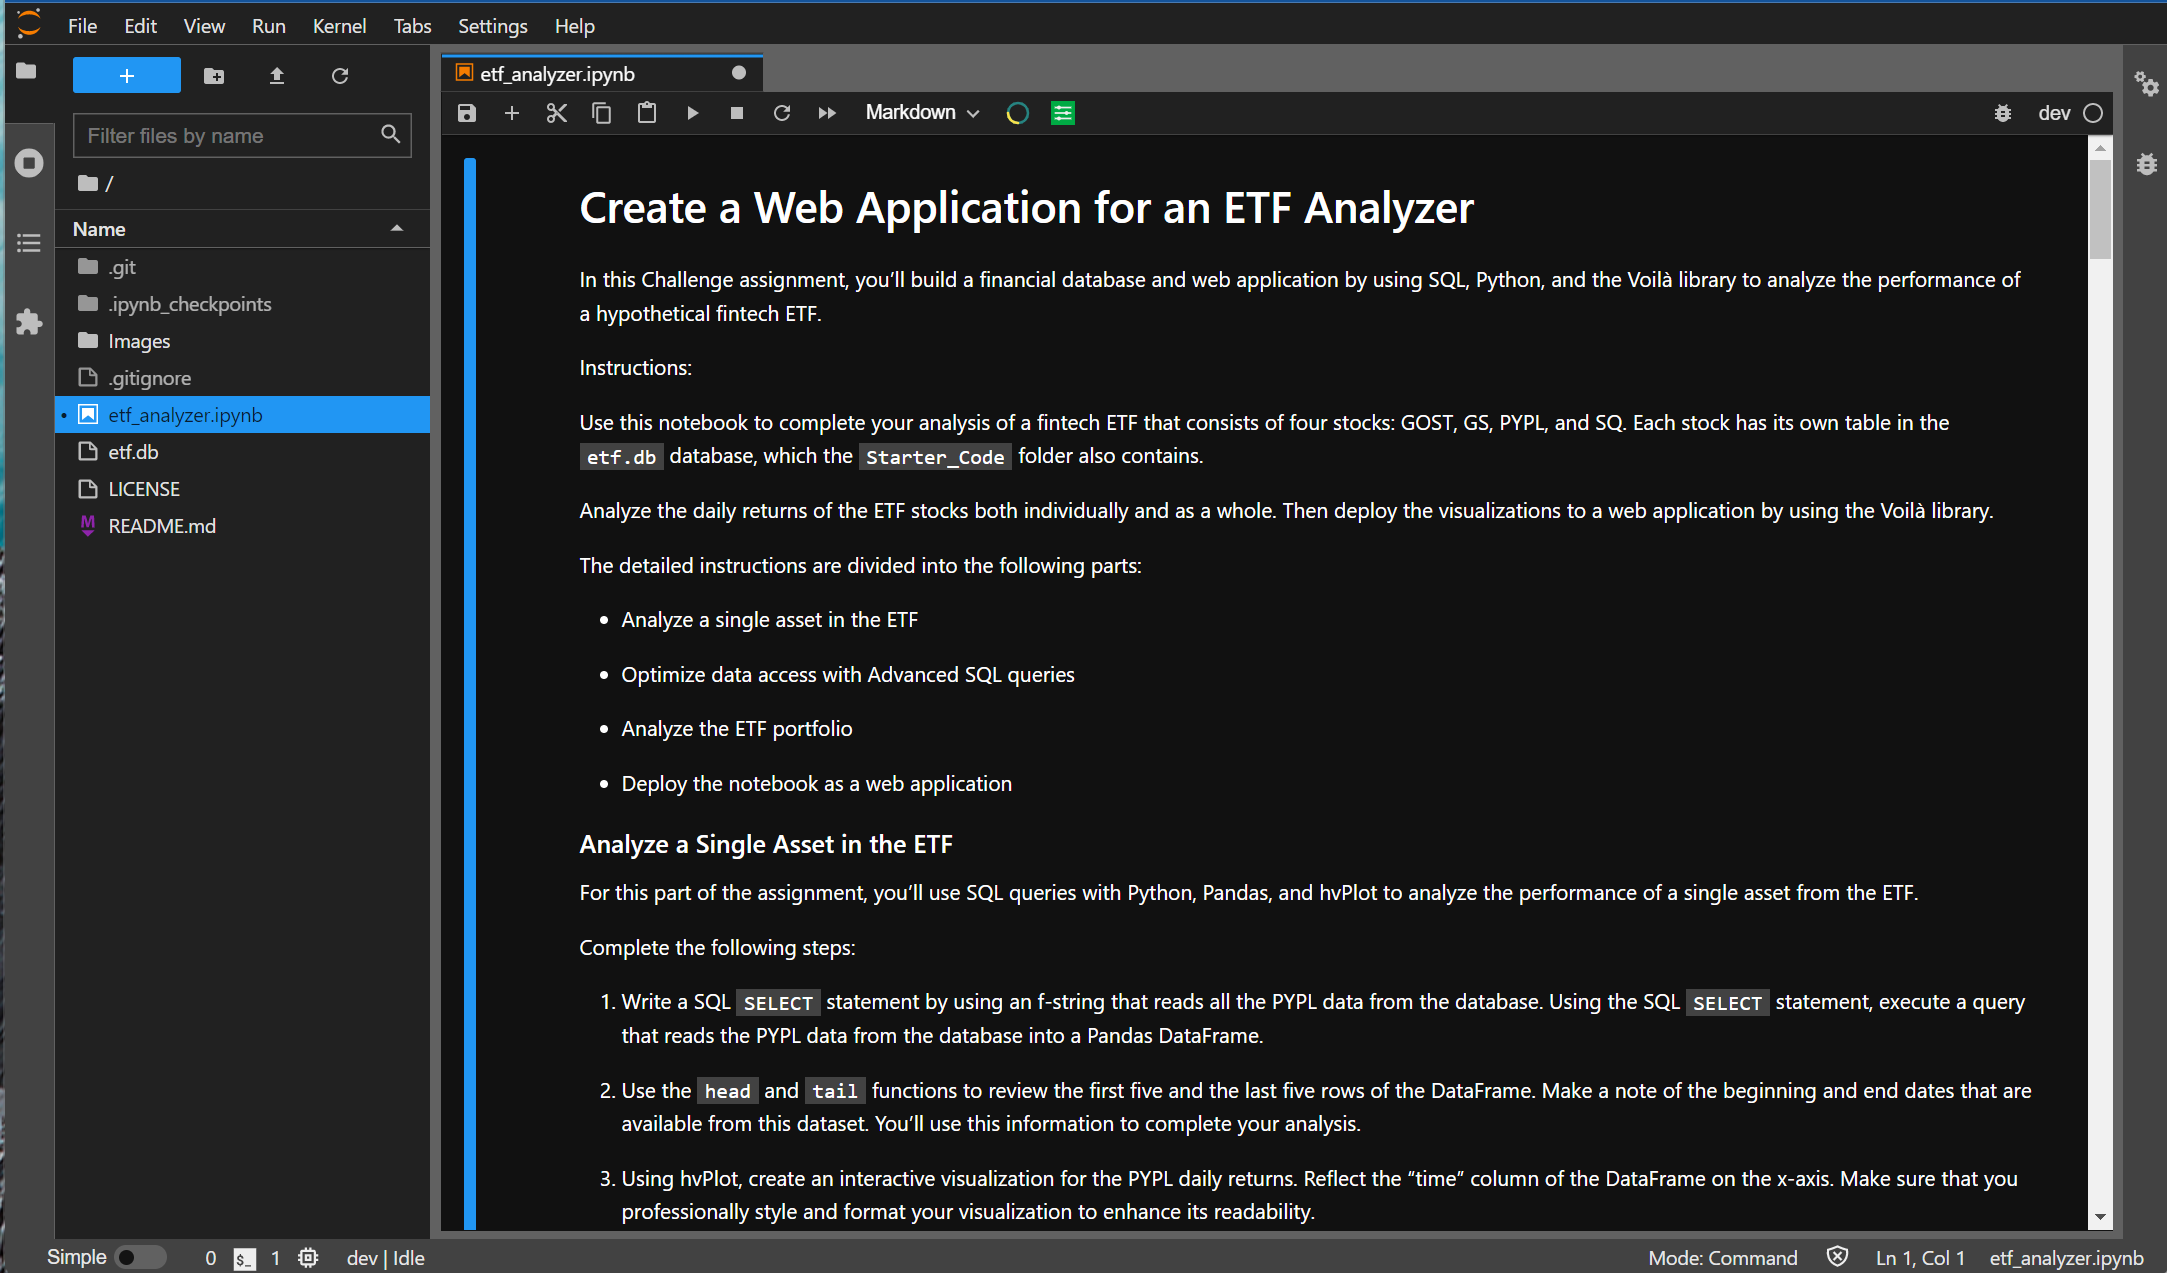 File Edit View Run Kernel Tabs Settings Help
etf_analyzer.ipynb
Markdown
dev
Filter files by name
/
Name
.git
.ipynb_checkpoints
Images
.gitignore
etf_analyzer.ipynb
etf.db
LICENSE
README.md
Create a Web Application for an ETF Analyzer
In this Challenge assignment, you’ll build a financial database and web application by using SQL, Python, and the Voilà library to analyze the performance of
a hypothetical fintech ETF.
Instructions:
Use this notebook to complete your analysis of a fintech ETF that consists of four stocks: GOST, GS, PYPL, and SQ. Each stock has its own table in the
etf.db database, which the Starter_Code folder also contains.
Analyze the daily returns of the ETF stocks both individually and as a whole. Then deploy the visualizations to a web application by using the Voilà library.
The detailed instructions are divided into the following parts:
• Analyze a single asset in the ETF
• Optimize data access with Advanced SQL queries
• Analyze the ETF portfolio
• Deploy the notebook as a web application
Analyze a Single Asset in the ETF
For this part of the assignment, you’ll use SQL queries with Python, Pandas, and hvPlot to analyze the performance of a single asset from the ETF.
Complete the following steps:
1. Write a SQL SELECT statement by using an f-string that reads all the PYPL data from the database. Using the SQL SELECT statement, execute a query
that reads the PYPL data from the database into a Pandas DataFrame.
2. Use the head and tail functions to review the first five and the last five rows of the DataFrame. Make a note of the beginning and end dates that are
available from this dataset. You’ll use this information to complete your analysis.
3. Using hvPlot, create an interactive visualization for the PYPL daily returns. Reflect the “time” column of the DataFrame on the x-axis. Make sure that you
professionally style and format your visualization to enhance its readability.
Simple 0 $_ 1 dev | Idle Mode: Command Ln 1, Col 1 etf_analyzer.ipynb